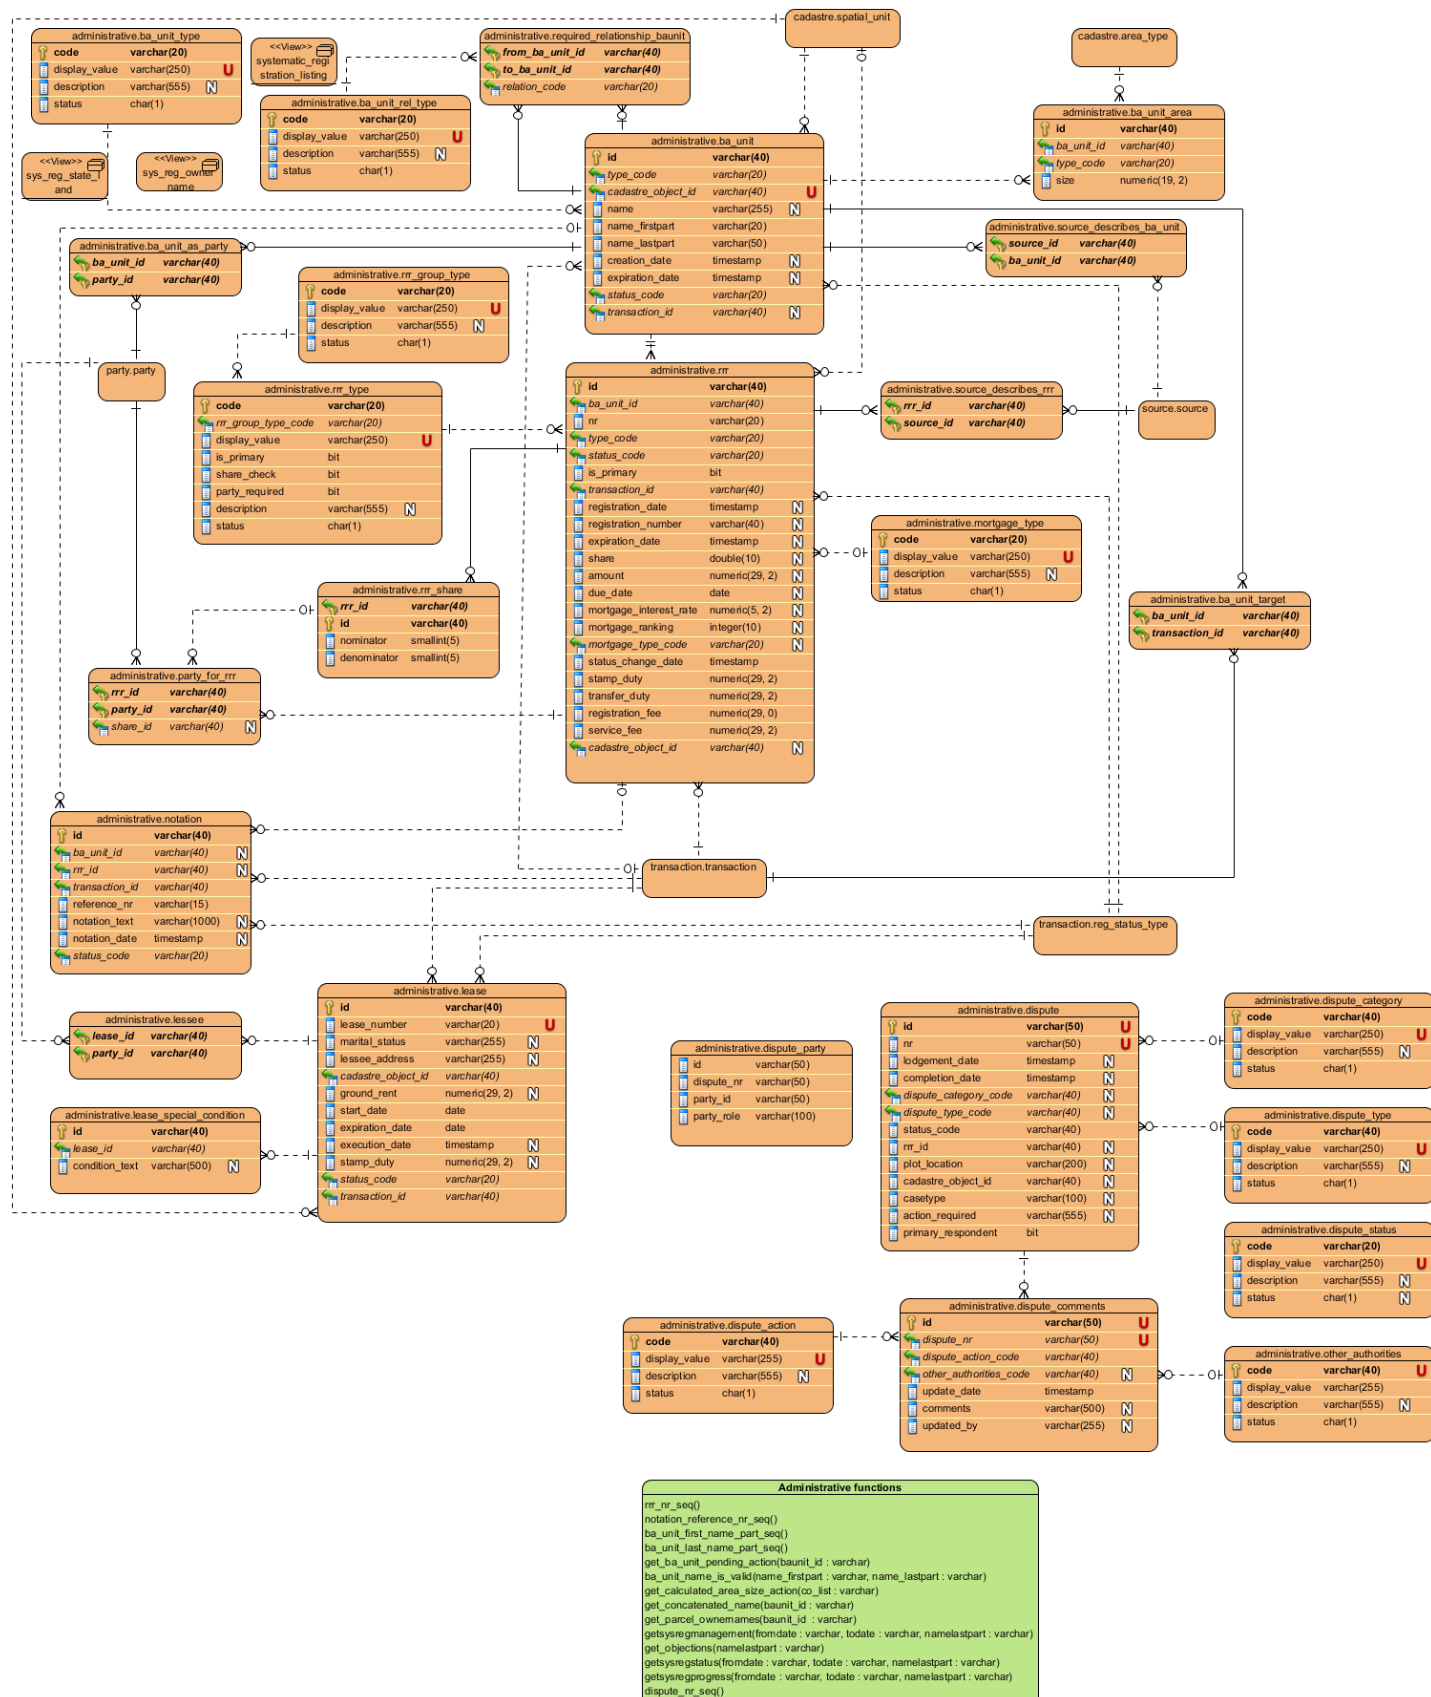 cadastre.spatial_unit
administrative.ba_unit_type
code varchar(20)
display_value varchar(250) U
description varchar(555) N
status char(1)
<<View>>
systematic_regi
stration_listing
administrative.required_relationship_baunit
from_ba_unit_id varchar(40)
to_ba_unit_id varchar(40)
relation_code varchar(20)
cadastre.area_type
administrative.ba_unit_rel_type
code varchar(20)
display_value varchar(250) U
description varchar(555) N
status char(1)
administrative.ba_unit_area
id varchar(40)
ba_unit_id varchar(40)
type_code varchar(20)
size numeric(19, 2)
<<View>>
sys_reg_state_l
and
<<View>>
sys_reg_owner
name
administrative.ba_unit
id varchar(40)
type_code varchar(20)
cadastre_object_id varchar(40) U
name varchar(255) N
name_firstpart varchar(20)
name_lastpart varchar(50)
creation_date timestamp N
expiration_date timestamp N
status_code varchar(20)
transaction_id varchar(40) N
administrative.source_describes_ba_unit
source_id varchar(40)
ba_unit_id varchar(40)
administrative.ba_unit_as_party
ba_unit_id varchar(40)
party_id varchar(40)
administrative.rrr_group_type
code varchar(20)
display_value varchar(250) U
description varchar(555) N
status char(1)
party.party
administrative.rrr_type
code varchar(20)
rrr_group_type_code varchar(20)
display_value varchar(250) U
is_primary bit
share_check bit
party_required bit
description varchar(555) N
status char(1)
administrative.rrr
id varchar(40)
ba_unit_id varchar(40)
nr varchar(20)
type_code varchar(20)
status_code varchar(20)
is_primary bit
transaction_id varchar(40)
registration_date timestamp N
registration_number varchar(40) N
expiration_date timestamp N
share double(10) N
amount numeric(29, 2) N
due_date date N
mortgage_interest_rate numeric(5, 2) N
mortgage_ranking integer(10) N
mortgage_type_code varchar(20) N
status_change_date timestamp
stamp_duty numeric(29, 2)
transfer_duty numeric(29, 2)
registration_fee numeric(29, 0)
service_fee numeric(29, 2)
cadastre_object_id varchar(40) N
administrative.source_describes_rrr
rrr_id varchar(40)
source_id varchar(40)
source.source
administrative.mortgage_type
code varchar(20)
display_value varchar(250) U
description varchar(555) N
status char(1)
administrative.rrr_share
rrr_id varchar(40)
id varchar(40)
nominator smallint(5)
denominator smallint(5)
administrative.ba_unit_target
ba_unit_id varchar(40)
transaction_id varchar(40)
administrative.party_for_rrr
rrr_id varchar(40)
party_id varchar(40)
share_id varchar(40) N
administrative.notation
id varchar(40)
ba_unit_id varchar(40) N
rrr_id varchar(40) N
transaction_id varchar(40)
reference_nr varchar(15)
notation_text varchar(1000) N
notation_date timestamp N
status_code varchar(20)
transaction.transaction
transaction.reg_status_type
administrative.lease
id varchar(40)
lease_number varchar(20) U
marital_status varchar(255) N
lessee_address varchar(255) N
cadastre_object_id varchar(40)
ground_rent numeric(29, 2) N
start_date date
expiration_date date
execution_date timestamp N
stamp_duty numeric(29, 2) N
status_code varchar(20)
transaction_id varchar(40)
administrative.lessee
lease_id varchar(40)
party_id varchar(40)
administrative.lease_special_condition
id varchar(40)
lease_id varchar(40)
condition_text varchar(500) N
administrative.dispute_party
id varchar(50)
dispute_nr varchar(50)
party_id varchar(50)
party_role varchar(100)
administrative.dispute
id varchar(50) U
nr varchar(50) U
lodgement_date timestamp N
completion_date timestamp N
dispute_category_code varchar(40) N
dispute_type_code varchar(40) N
status_code varchar(40)
rrr_id varchar(40) N
plot_location varchar(200) N
cadastre_object_id varchar(40) N
casetype varchar(100) N
action_required varchar(555) N
primary_respondent bit
administrative.dispute_category
code varchar(40)
display_value varchar(250) U
description varchar(555) N
status char(1)
administrative.dispute_type
code varchar(40)
display_value varchar(250) U
description varchar(555) N
status char(1)
administrative.dispute_status
code varchar(20)
display_value varchar(250) U
description varchar(555) N
status char(1) N
administrative.dispute_action
code varchar(40)
display_value varchar(255) U
description varchar(555) N
status char(1)
administrative.dispute_comments
id varchar(50) U
dispute_nr varchar(50) U
dispute_action_code varchar(40)
other_authorities_code varchar(40) N
update_date timestamp
comments varchar(500) N
updated_by varchar(255) N
administrative.other_authorities
code varchar(40) U
display_value varchar(255)
description varchar(555) N
status char(1)
Administrative functions
rrr_nr_seq()
notation_reference_nr_seq()
ba_unit_first_name_part_seq()
ba_unit_last_name_part_seq()
get_ba_unit_pending_action(baunit_id : varchar)
ba_unit_name_is_valid(name_firstpart : varchar, name_lastpart : varchar)
get_calculated_area_size_action(co_list : varchar)
get_concatenated_name(baunit_id : varchar)
get_parcel_ownernames(baunit_id : varchar)
getsysregmanagement(fromdate : varchar, todate : varchar, namelastpart : varchar)
get_objections(namelastpart : varchar)
getsysregstatus(fromdate : varchar, todate : varchar, namelastpart : varchar)
getsysregprogress(fromdate : varchar, todate : varchar, namelastpart : varchar)
dispute_nr_seq()